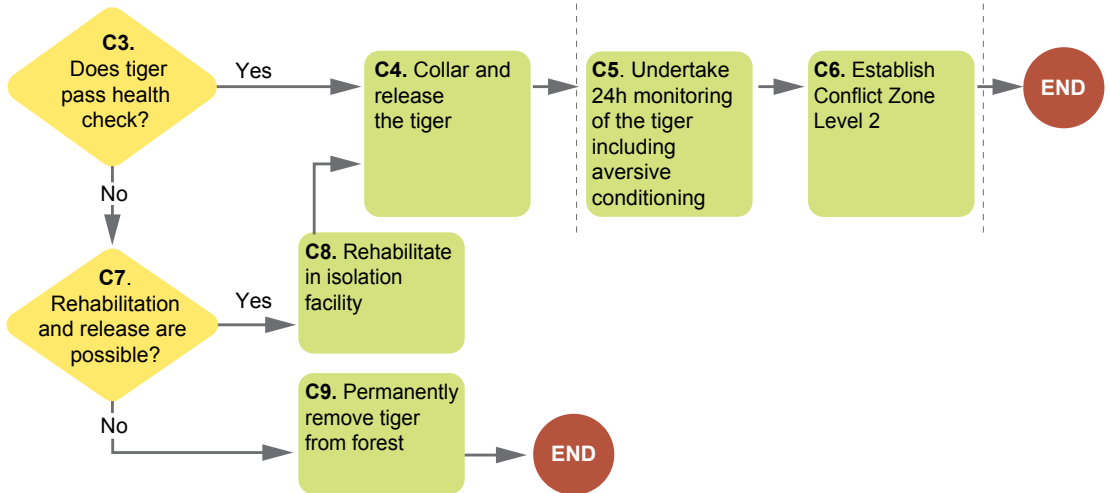 C3.
Does tiger
pass health
check?
Yes
C4. Collar and
release
the tiger
C5. Undertake
24h monitoring
of the tiger
including
aversive
conditioning
C6. Establish
Conflict Zone
Level 2
END
No
C7.
Rehabilitation
and release are
possible?
Yes
C8. Rehabilitate
in isolation
facility
No
C9. Permanently
remove tiger
from forest
END